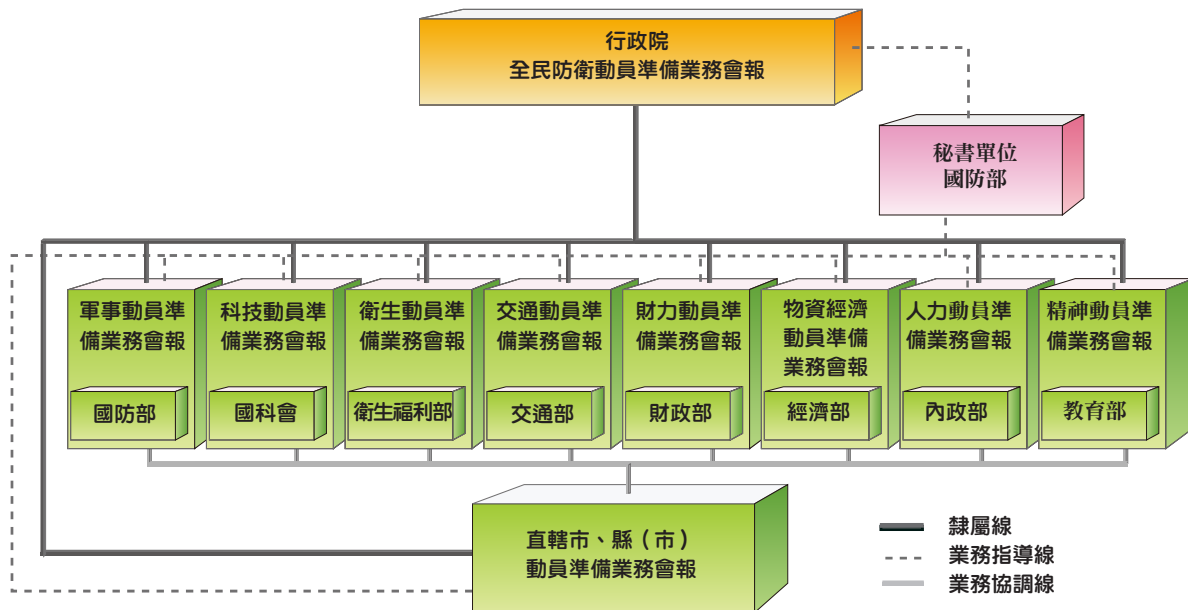 行政院
全民防衛動員準備業務會報
秘書單位
國防部
軍事動員準
備業務會報
國防部
科技動員準
備業務會報
國科會
衛生動員準
備業務會報
衛生福利部
交通動員準
備業務會報
交通部
財力動員準
備業務會報
財政部
物資經濟
動員準備
業務會報
經濟部
人力動員準
備業務會報
內政部
精神動員準
備業務會報
教育部
直轄市、縣（市）
動員準備業務會報
隸屬線
業務指導線
業務協調線